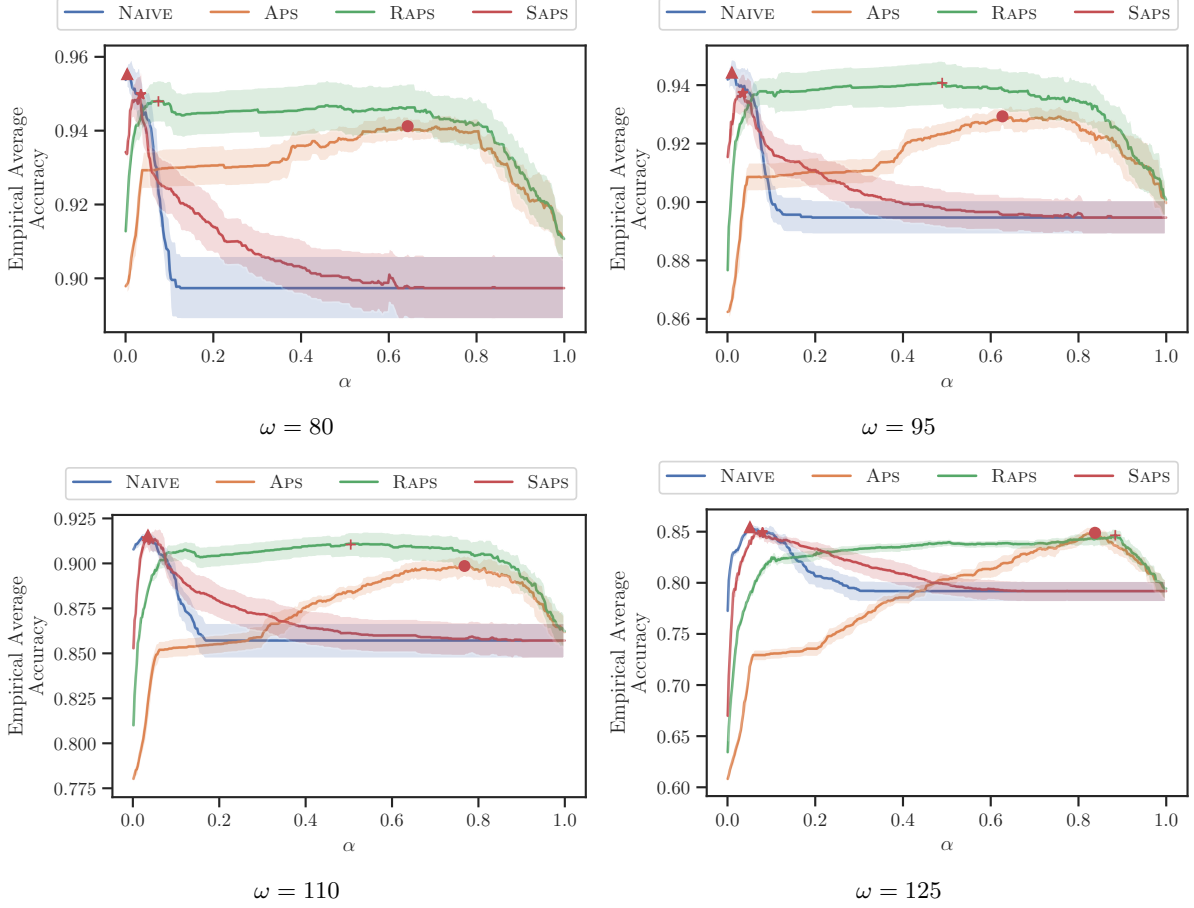 NAIVE APS RAPS SAPS
0.96
0.94
0.92
0.90
Empirical Average
Accuracy
0.0 0.2 0.4 0.6 0.8 1.0
α
ω = 80
NAIVE APS RAPS SAPS
0.94
0.92
0.90
0.88
0.86
Empirical Average
Accuracy
0.0 0.2 0.4 0.6 0.8 1.0
α
ω = 95
NAIVE APS RAPS SAPS
0.925
0.900
0.875
0.850
0.825
0.800
0.775
Empirical Average
Accuracy
0.0 0.2 0.4 0.6 0.8 1.0
α
ω = 110
NAIVE APS RAPS SAPS
0.85
0.80
0.75
0.70
0.65
0.60
Empirical Average
Accuracy
0.0 0.2 0.4 0.6 0.8 1.0
α
ω = 125